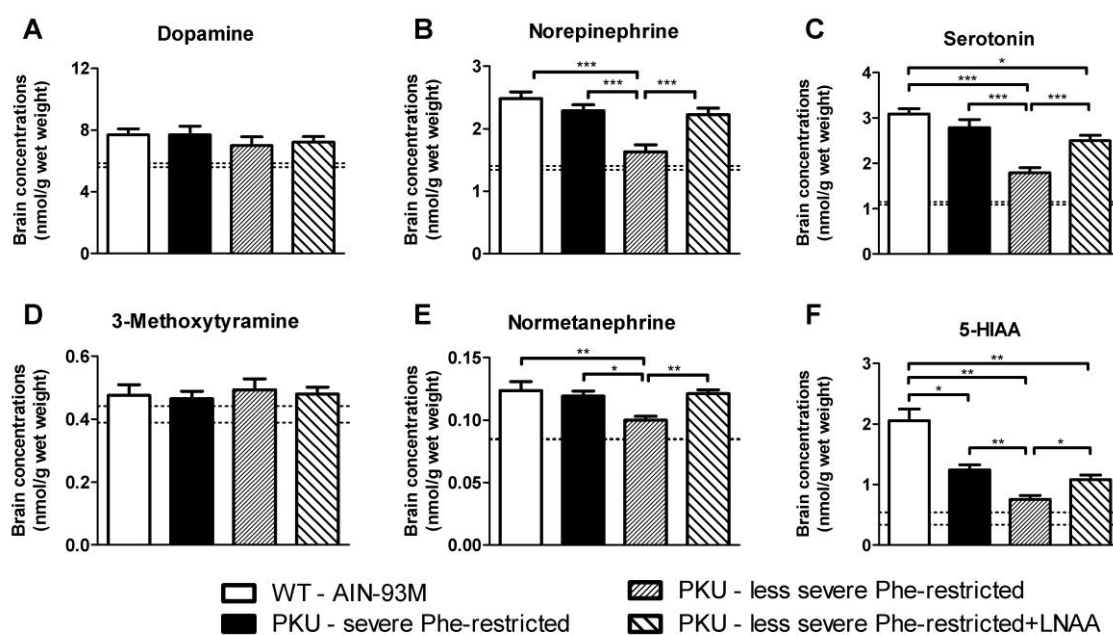 A
Dopamine
Brain concentrations
(nmol/g wet weight)
12
8
4
0
B
Norepinephrine
Brain concentrations
(nmol/g wet weight)
3
2
1
0
***
***
***
C
Serotonin
Brain concentrations
(nmol/g wet weight)
4
3
2
1
0
*
***
***
***
D
3-Methoxytyramine
Brain concentrations
(nmol/g wet weight)
0.6
0.4
0.2
0.0
E
Normetanephrine
Brain concentrations
(nmol/g wet weight)
0.15
0.10
0.05
0.00
**
*
**
F
5-HIAA
Brain concentrations
(nmol/g wet weight)
3
2
1
0
**
**
*
**
*
WT - AIN-93M
PKU - severe Phe-restricted
PKU - less severe Phe-restricted
PKU - less severe Phe-restricted+LNAA